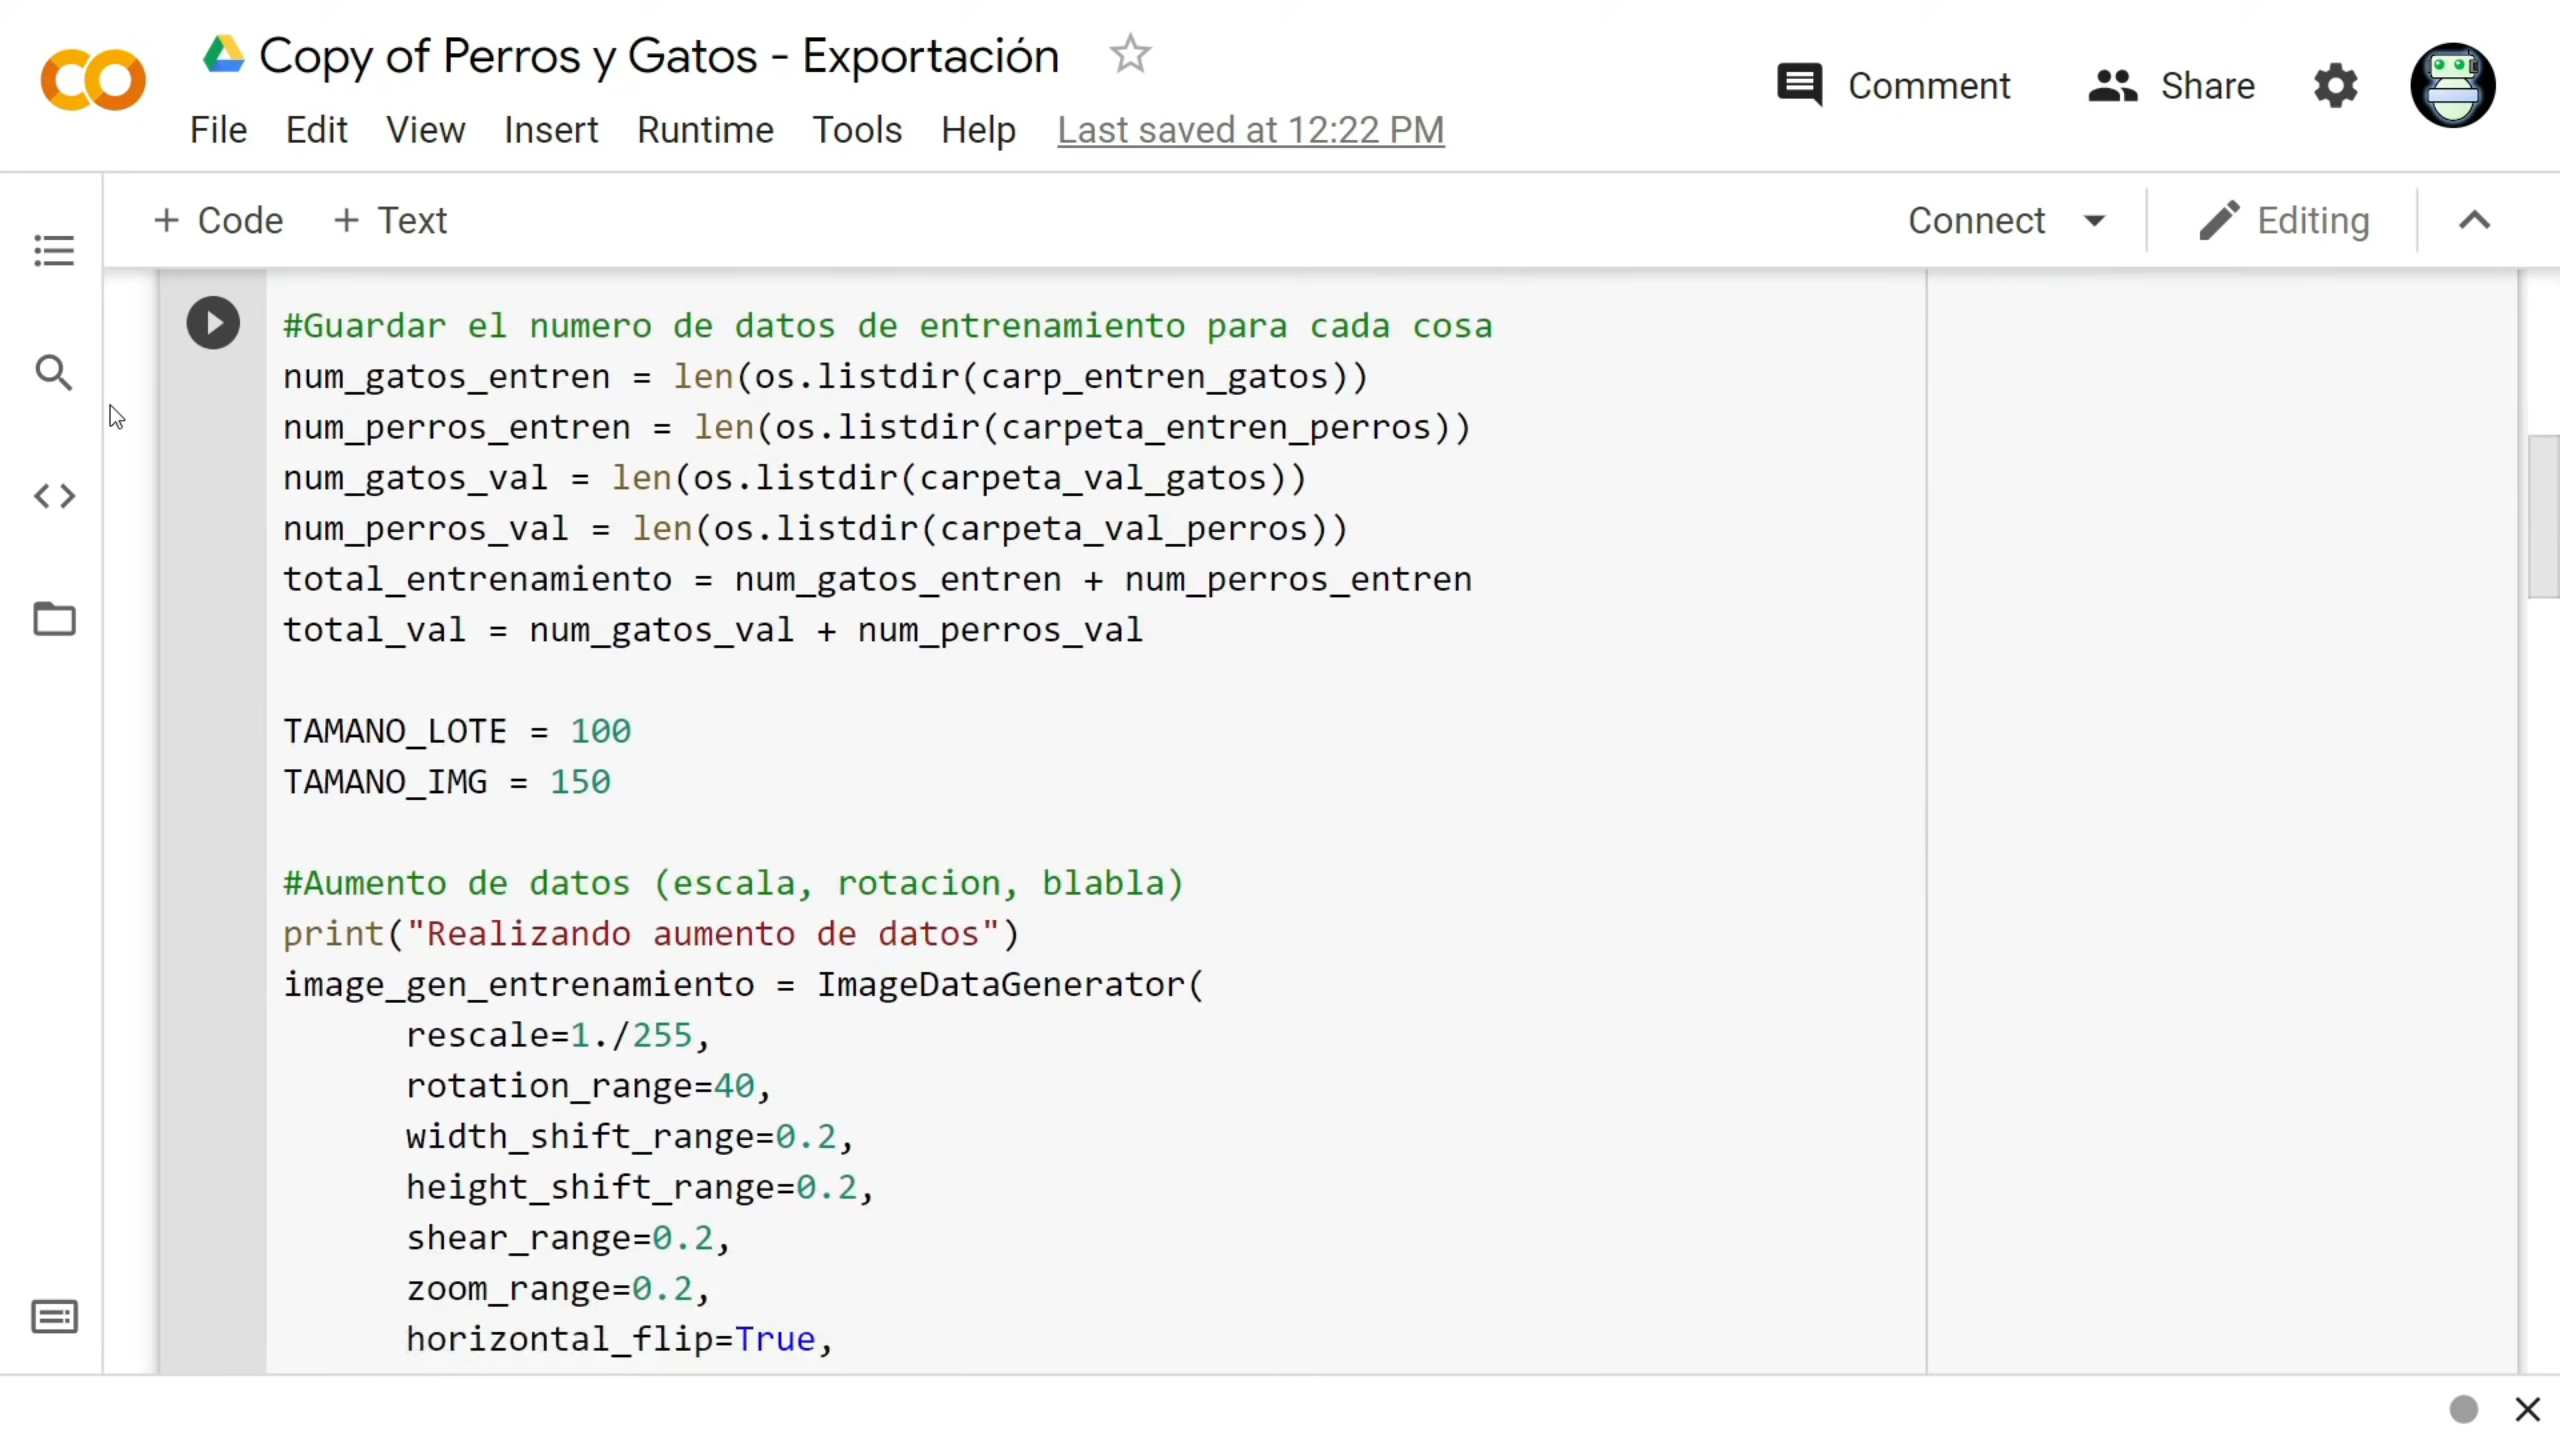 Copy of Perros y Gatos - Exportación
Comment
Share
File Edit View Insert Runtime Tools Help Last saved at 12:22 PM
+ Code + Text
Connect
Editing
#Guardar el numero de datos de entrenamiento para cada cosa
num_gatos_entren = len(os.listdir(carp_entren_gatos))
num_perros_entren = len(os.listdir(carpeta_entren_perros))
num_gatos_val = len(os.listdir(carpeta_val_gatos))
num_perros_val = len(os.listdir(carpeta_val_perros))
total_entrenamiento = num_gatos_entren + num_perros_entren
total_val = num_gatos_val + num_perros_val
TAMANO_LOTE = 100
TAMANO_IMG = 150
#Aumento de datos (escala, rotacion, blabla)
print("Realizando aumento de datos")
image_gen_entrenamiento = ImageDataGenerator(
rescale=1./255,
rotation_range=40,
width_shift_range=0.2,
height_shift_range=0.2,
shear_range=0.2,
zoom_range=0.2,
horizontal_flip=True,